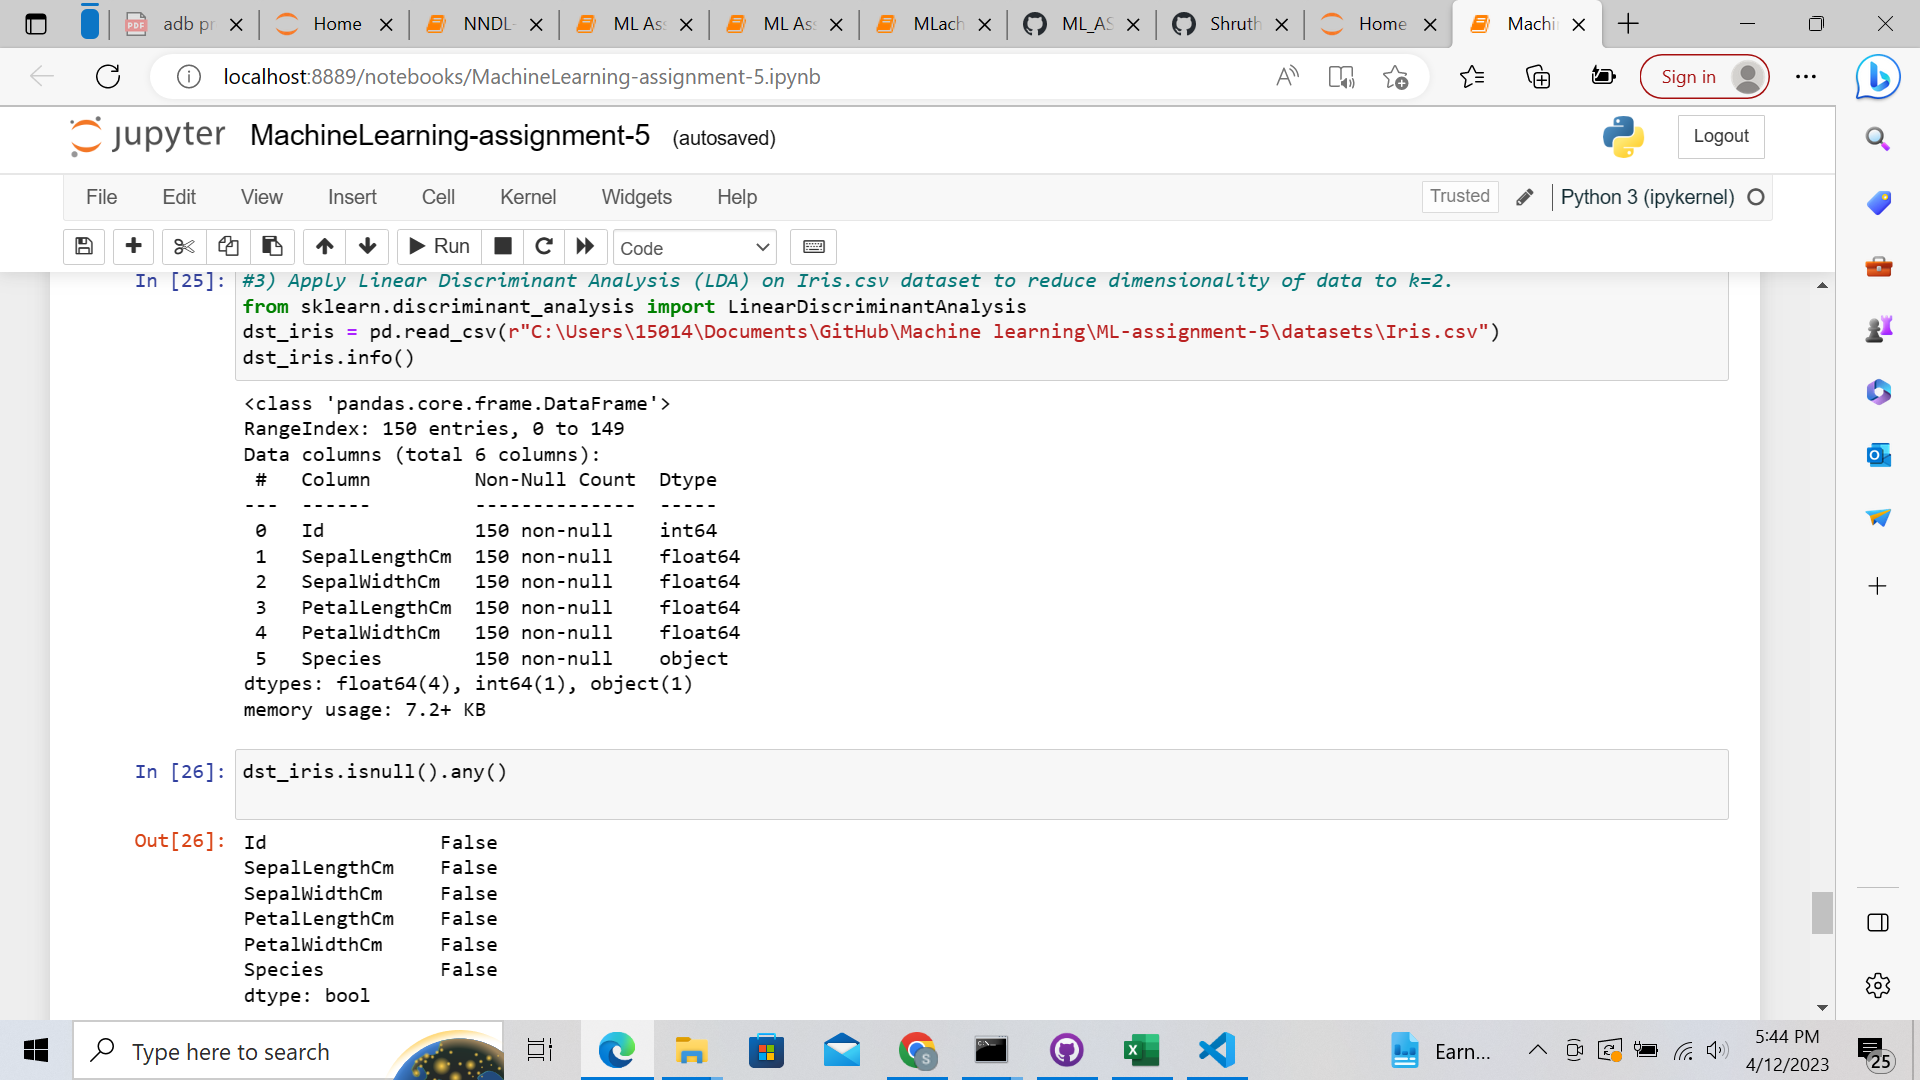 adb pr
Home
NNDL-
ML Ass
ML Ass
MLach
ML_AS
Shruth
Home
Machi
localhost:8889/notebooks/MachineLearning-assignment-5.ipynb
Sign in
jupyter MachineLearning-assignment-5 (autosaved)
Logout
File Edit View Insert Cell Kernel Widgets Help
Trusted
Python 3 (ipykernel)
Run
Code
In [25]: #3) Apply Linear Discriminant Analysis (LDA) on Iris.csv dataset to reduce dimensionality of data to k=2.
from sklearn.discriminant_analysis import LinearDiscriminantAnalysis
dst_iris = pd.read_csv(r"C:\Users\15014\Documents\GitHub\Machine learning\ML-assignment-5\datasets\Iris.csv")
dst_iris.info()
<class 'pandas.core.frame.DataFrame'>
RangeIndex: 150 entries, 0 to 149
Data columns (total 6 columns):
# Column Non-Null Count Dtype
--- ------ -------------- -----
0 Id 150 non-null int64
1 SepalLengthCm 150 non-null float64
2 SepalWidthCm 150 non-null float64
3 PetalLengthCm 150 non-null float64
4 PetalWidthCm 150 non-null float64
5 Species 150 non-null object
dtypes: float64(4), int64(1), object(1)
memory usage: 7.2+ KB
In [26]: dst_iris.isnull().any()
Out[26]: Id False
SepalLengthCm False
SepalWidthCm False
PetalLengthCm False
PetalWidthCm False
Species False
dtype: bool
Type here to search
Earn...
5:44 PM
4/12/2023
25